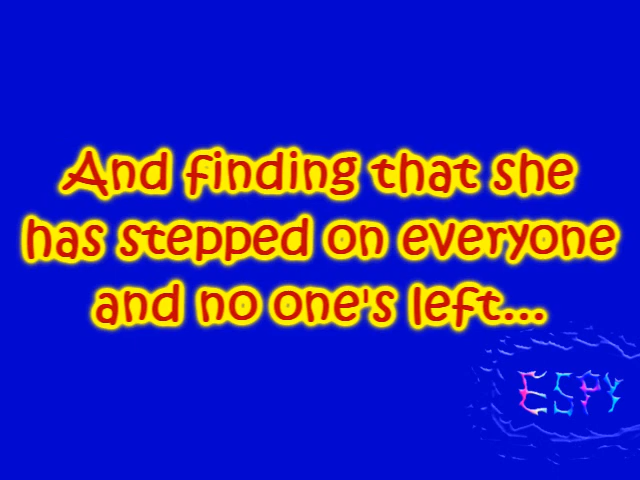 And finding that she
has stepped on everyone
and no one's left...
ESPY